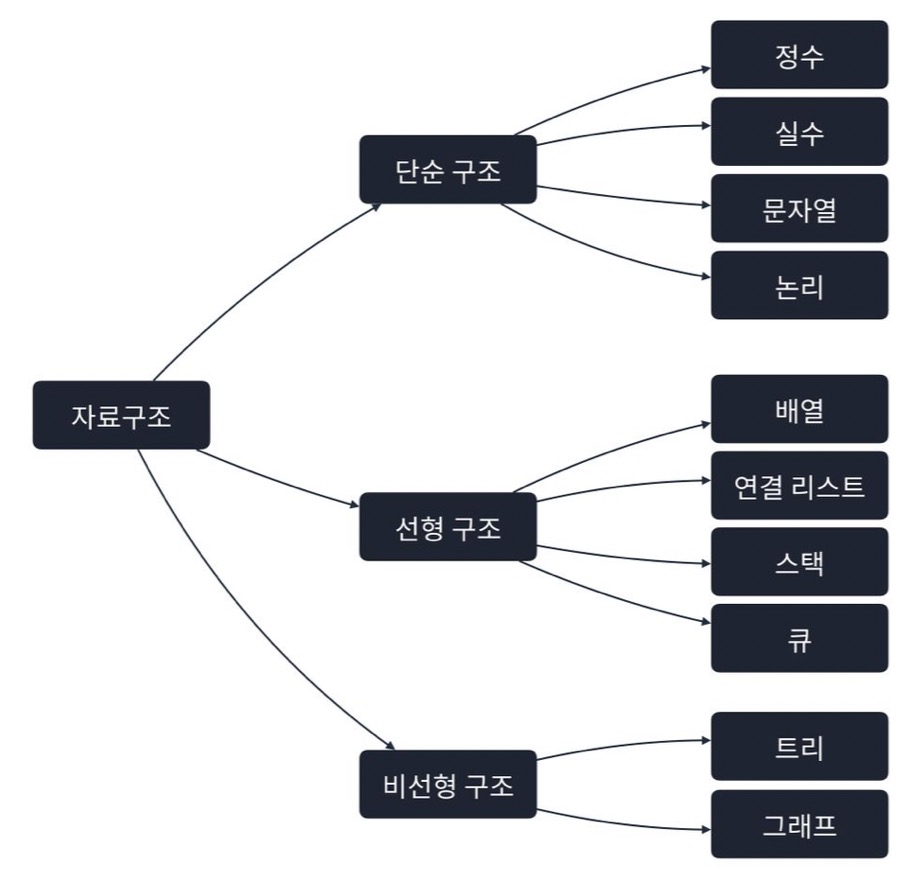 자료구조
단순 구조
정수
실수
문자열
논리
선형 구조
배열
연결 리스트
스택
큐
비선형 구조
트리
그래프